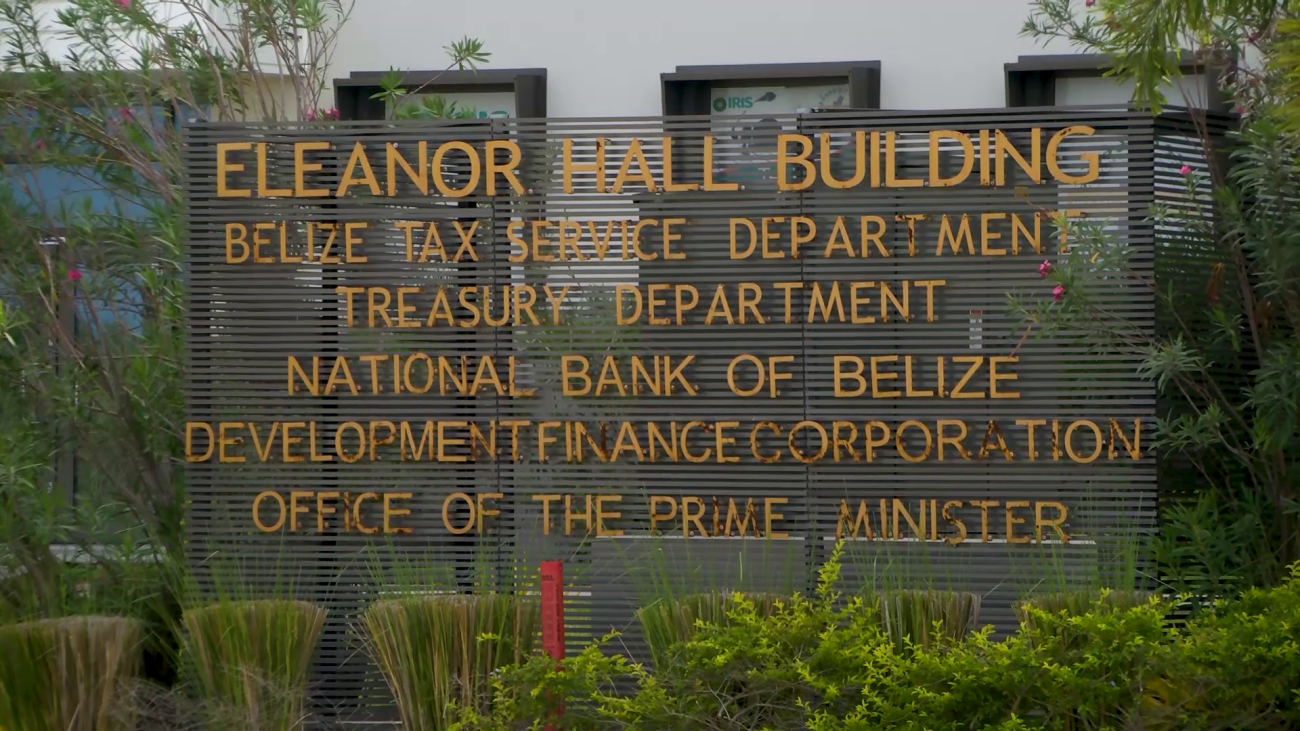 IRIS
ELEANOR HALL BUILDING
BELIZE TAX SERVICE DEPARTMENT
TREASURY DEPARTMENT
NATIONAL BANK OF BELIZE
DEVELOPMENT FINANCE CORPORATION
OFFICE OF THE PRIME MINISTER